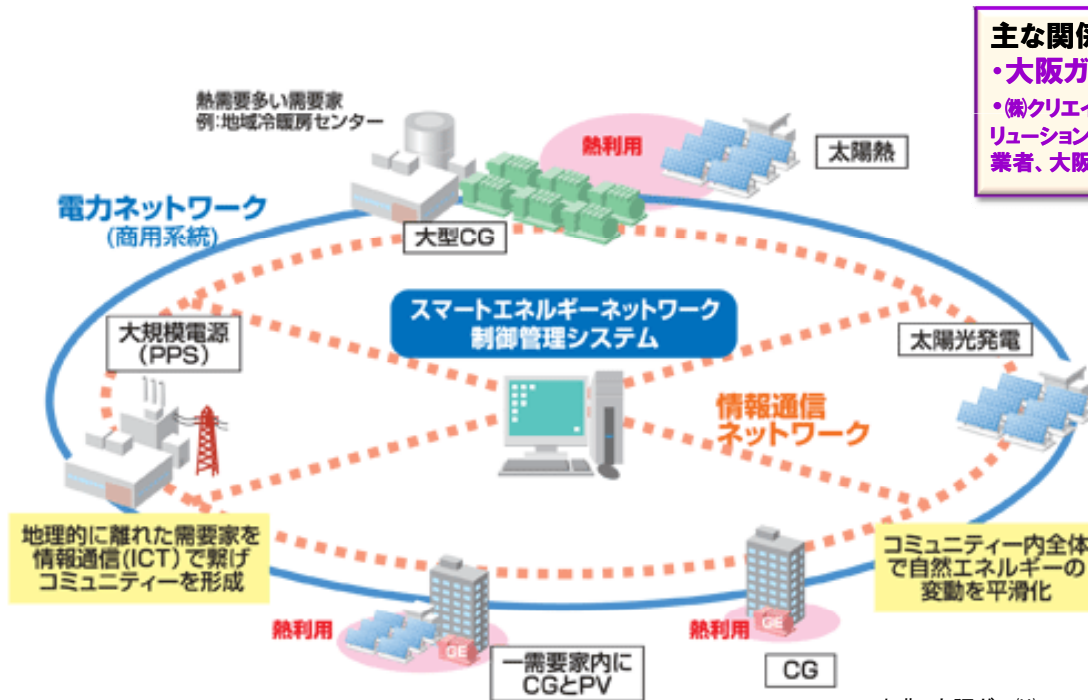 主な関係
・大阪ガ
・㈱クリエイ
リューション
業者、大阪
熱需要多い需要家
例:地域冷暖房センター
熱利用
太陽熱
電力ネットワーク
(商用系統)
大型CG
スマートエネルギーネットワーク
制御管理システム
大規模電源
(PPS)
太陽光発電
情報通信
ネットワーク
地理的に離れた需要家を
情報通信(ICT)で繋げ
コミュニティーを形成
コミュニティー内全体
で自然エネルギーの
変動を平滑化
熱利用
GE
一需要家内に
CGとPV
熱利用
GE
CG